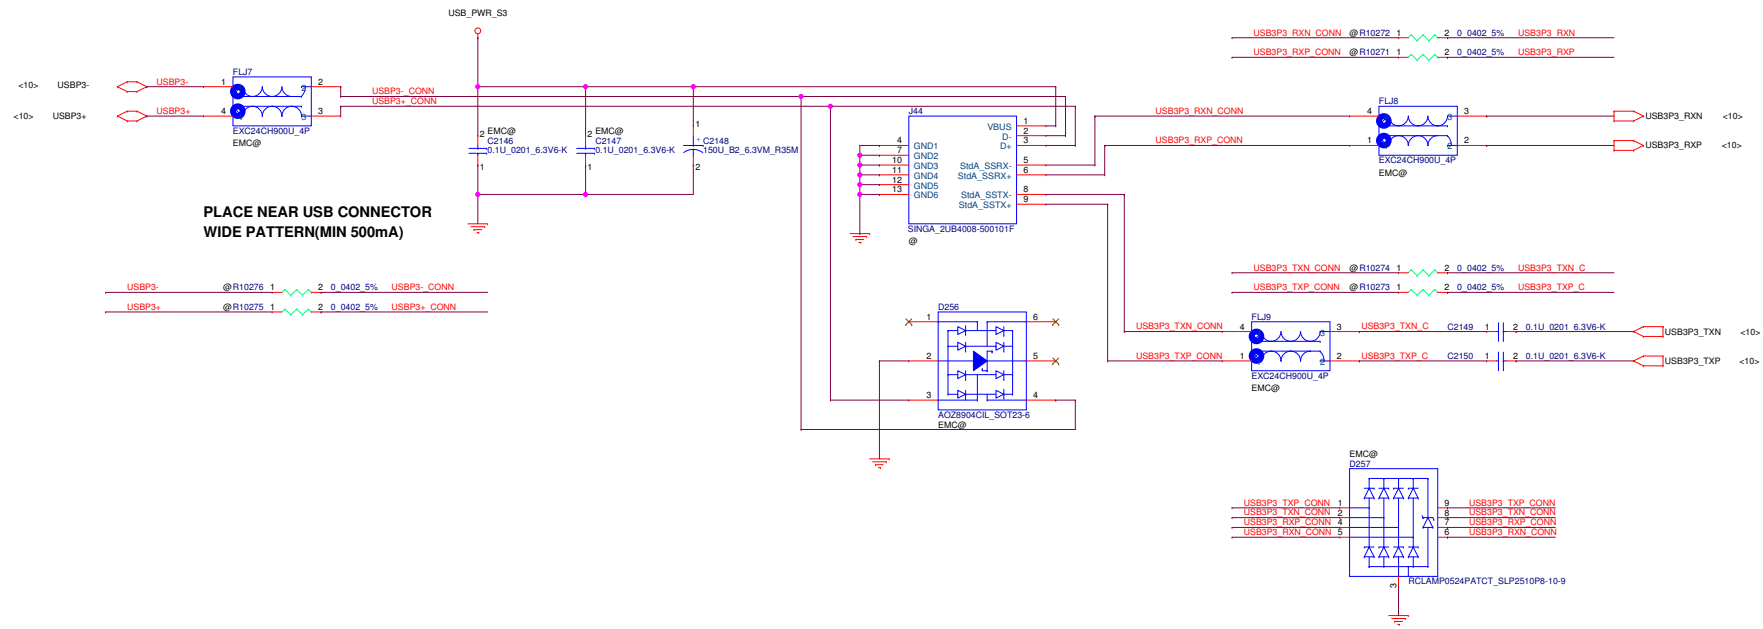 USB_PWR_S3
USB3P3_RXN_CONN @R10272 1 2 0_0402_5% USB3P3_RXN
USB3P3_RXP_CONN @R10271 1 2 0_0402_5% USB3P3_RXP
FLJ7
<10> USBP3- USBP3- 1 2 USBP3-_CONN
<10> USBP3+ USBP3+ 4 3 USBP3+_CONN
EXC24CH900U_4P
EMC@
2 EMC@
C2146
0.1U_0201_6.3V6-K
1
2 EMC@
C2147
0.1U_0201_6.3V6-K
1
1
+ C2148
150U_B2_6.3VM_R35M
2
J44
VBUS 1
D- 2
D+ 3
4 GND1
7 GND2
10 GND3
11 GND4
12 GND5
13 GND6
StdA_SSRX- 5
StdA_SSRX+ 6
StdA_SSTX- 8
StdA_SSTX+ 9
SINGA_2UB4008-500101F
@
FLJ8
USB3P3_RXN_CONN 4 3 USB3P3_RXN <10>
USB3P3_RXP_CONN 1 2 USB3P3_RXP <10>
EXC24CH900U_4P
EMC@
PLACE NEAR USB CONNECTOR
WIDE PATTERN(MIN 500mA)
USBP3- @R10276 1 2 0_0402_5% USBP3-_CONN
USBP3+ @R10275 1 2 0_0402_5% USBP3+_CONN
USB3P3_TXN_CONN @R10274 1 2 0_0402_5% USB3P3_TXN_C
USB3P3_TXP_CONN @R10273 1 2 0_0402_5% USB3P3_TXP_C
D256
1 6
2 5
3 4
AOZ8904CIL_SOT23-6
EMC@
FLJ9
USB3P3_TXN_CONN 4 3 USB3P3_TXN_C C2149 1 2 0.1U_0201_6.3V6-K USB3P3_TXN <10>
USB3P3_TXP_CONN 1 2 USB3P3_TXP_C C2150 1 2 0.1U_0201_6.3V6-K USB3P3_TXP <10>
EXC24CH900U_4P
EMC@
EMC@
D257
USB3P3_TXP_CONN 1 9 USB3P3_TXP_CONN
USB3P3_TXN_CONN 2 8 USB3P3_TXN_CONN
USB3P3_RXP_CONN 4 7 USB3P3_RXP_CONN
USB3P3_RXN_CONN 5 6 USB3P3_RXN_CONN
3
RCLAMP0524PATCT_SLP2510P8-10-9